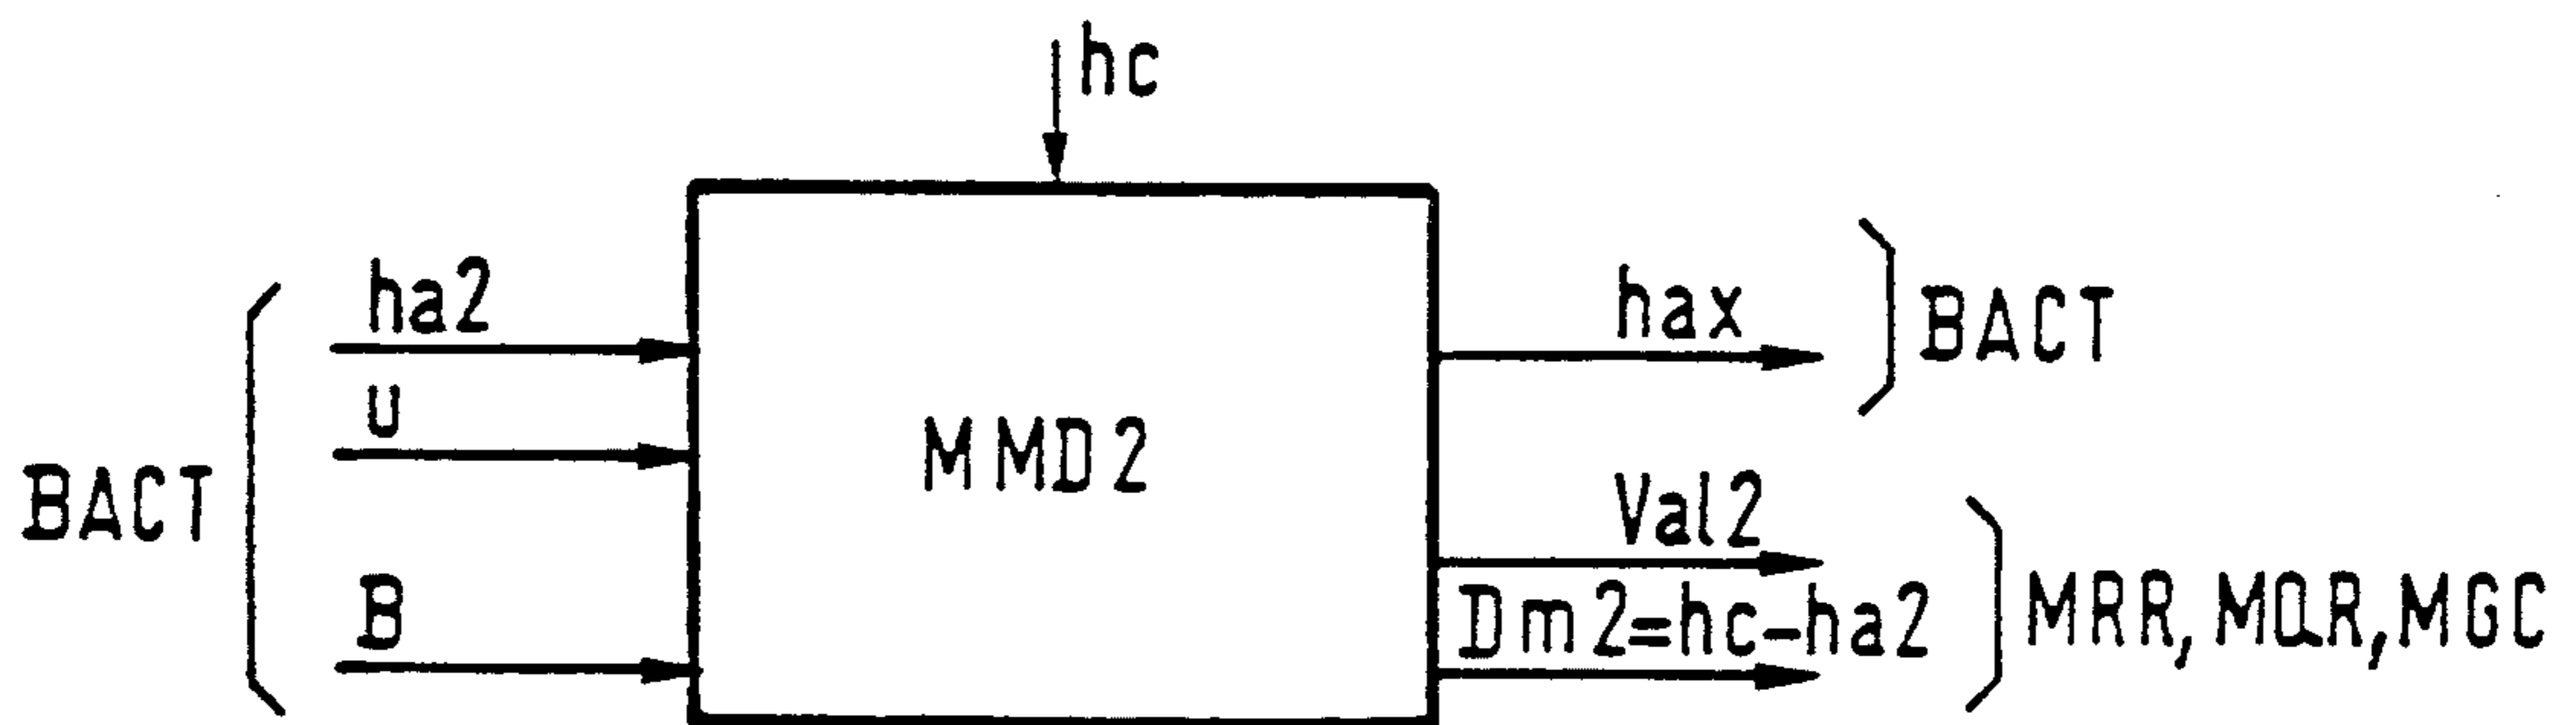 hc
ha2
u
BACT
B
MMD2
hax
BACT
Val2
Dm2=hc-ha2
MRR, MQR, MGC